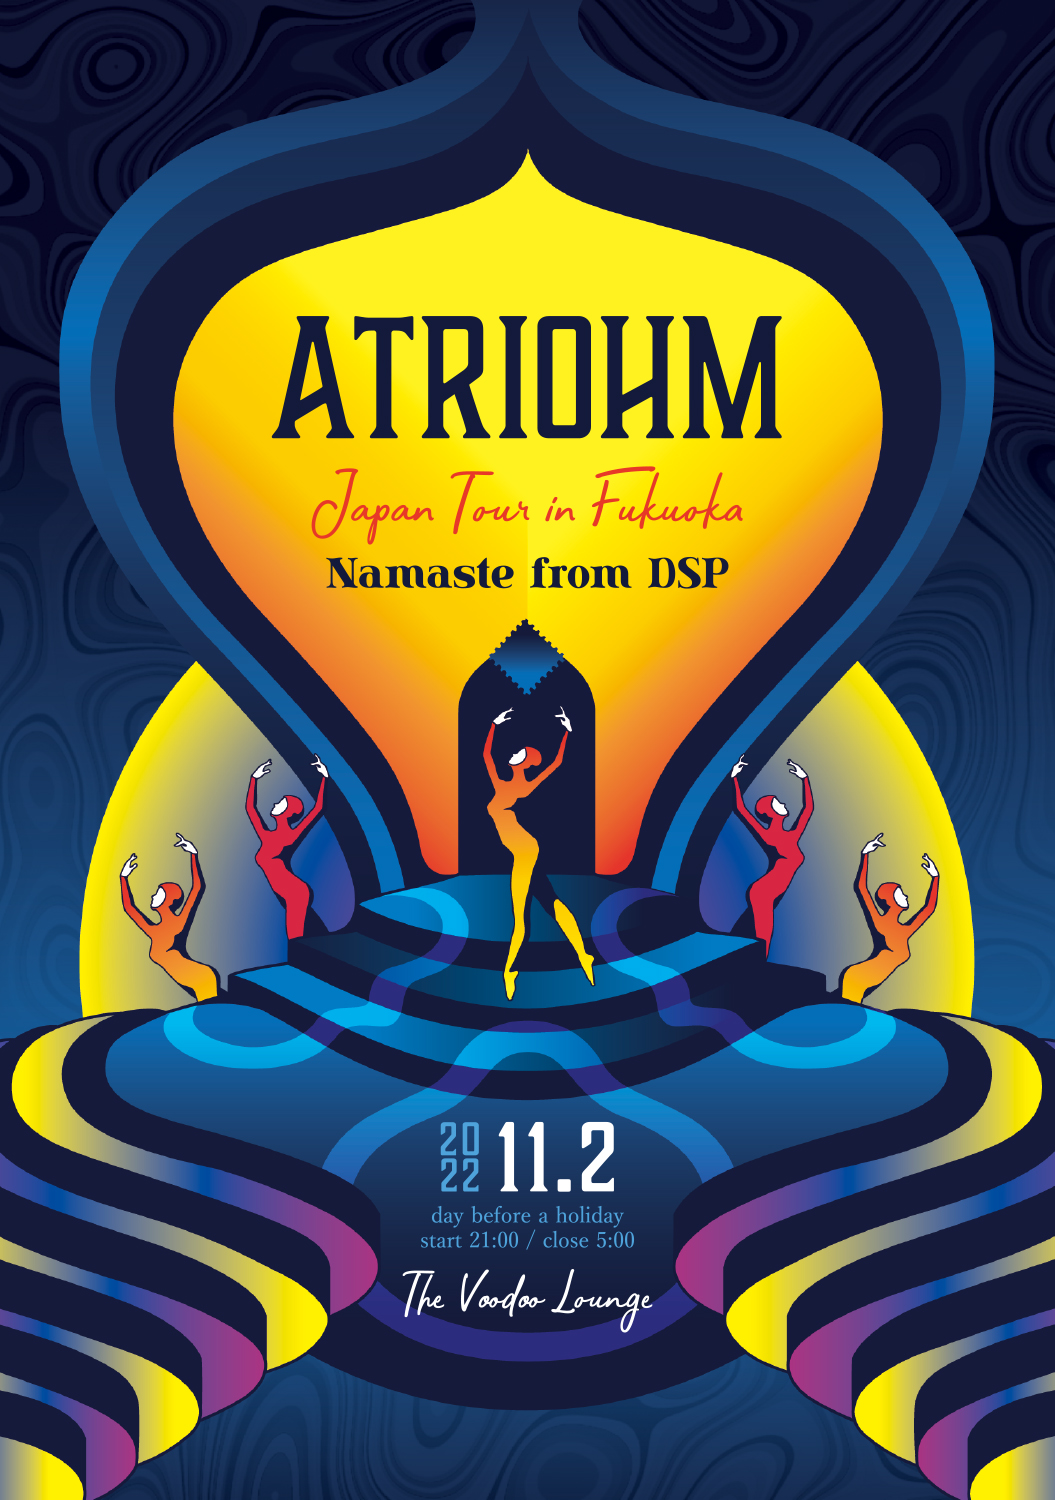 ATRIOHM
Japan Tour in Fukuoka
Namaste from DSP
2022 11.2
day before a holiday
start 21:00 / close 5:00
The Voodoo Lounge